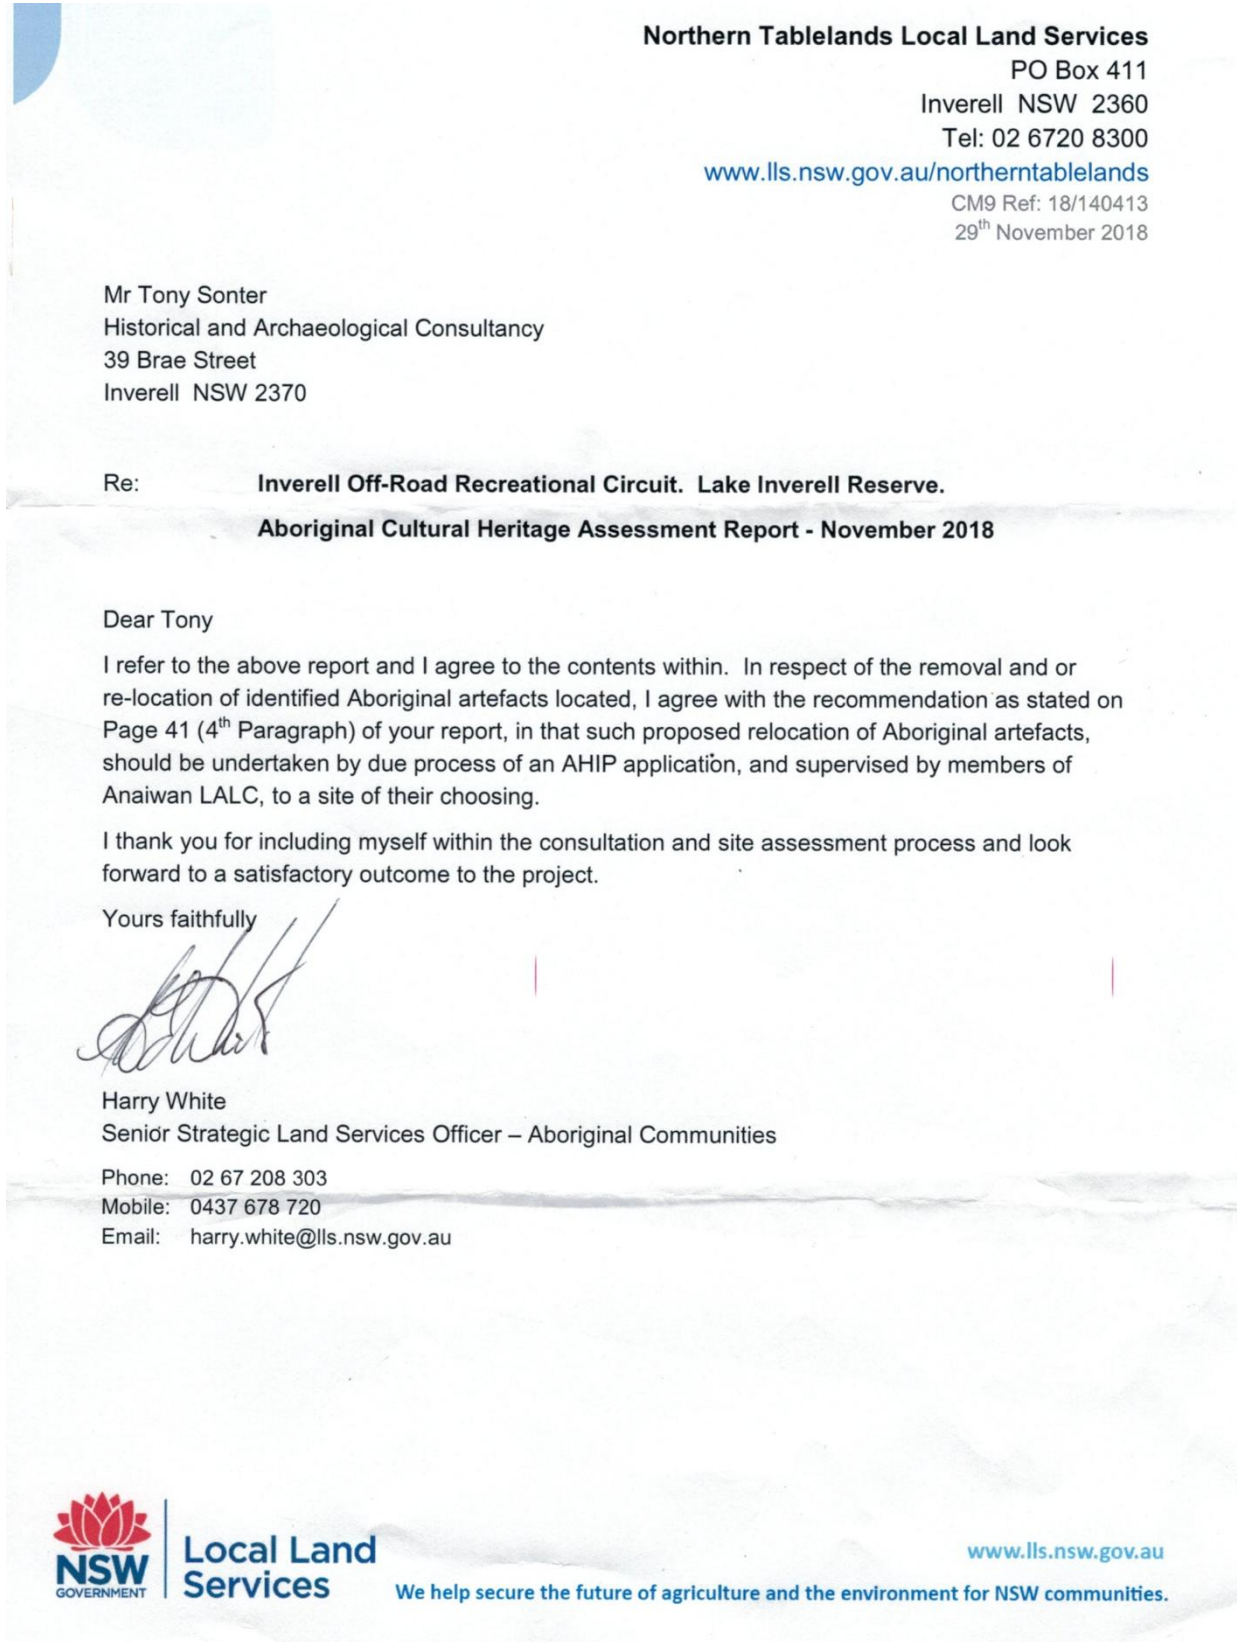 Northern Tablelands Local Land Services
PO Box 411
Inverell NSW 2360
Tel: 02 6720 8300
www.lls.nsw.gov.au/northerntablelands
CM9 Ref: 18/140413
29th November 2018
Mr Tony Sonter
Historical and Archaeological Consultancy
39 Brae Street
Inverell NSW 2370
Re: Inverell Off-Road Recreational Circuit. Lake Inverell Reserve.
Aboriginal Cultural Heritage Assessment Report - November 2018
Dear Tony
I refer to the above report and I agree to the contents within. In respect of the removal and or
re-location of identified Aboriginal artefacts located, I agree with the recommendation as stated on
Page 41 (4th Paragraph) of your report, in that such proposed relocation of Aboriginal artefacts,
should be undertaken by due process of an AHIP application, and supervised by members of
Anaiwan LALC, to a site of their choosing.
I thank you for including myself within the consultation and site assessment process and look
forward to a satisfactory outcome to the project.
Yours faithfully
Harry White
Senior Strategic Land Services Officer – Aboriginal Communities
Phone: 02 67 208 303
Mobile: 0437 678 720
Email: harry.white@lls.nsw.gov.au
NSW
GOVERNMENT
Local Land
Services
www.lls.nsw.gov.au
We help secure the future of agriculture and the environment for NSW communities.